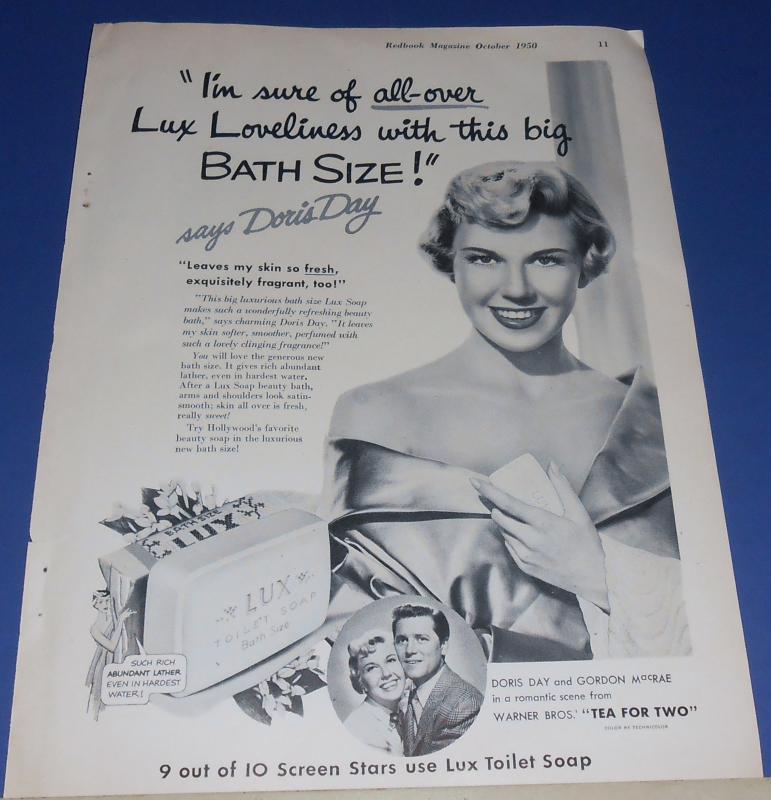 Redbook Magazine October 1950 11
"I'm sure of all-over
Lux Loveliness with this big
BATH SIZE!"
says Doris Day
"Leaves my skin so fresh,
exquisitely fragrant, too!"
"This big luxurious bath size Lux Soap
makes such a wonderfully refreshing beauty
bath," says charming Doris Day. "It leaves
my skin softer, smoother, perfumed with
such a lovely clinging fragrance!"
You will love the generous new
bath size. It gives rich abundant
lather, even in hardest water.
After a Lux Soap beauty bath,
arms and shoulders look satin-
smooth; skin all over is fresh,
really sweet!
Try Hollywood's favorite
beauty soap in the luxurious
new bath size!
BATH SIZE
LUX
LUX
TOILET SOAP
Bath Size
SUCH RICH
ABUNDANT LATHER
EVEN IN HARDEST
WATER!
DORIS DAY and GORDON MacRAE
in a romantic scene from
WARNER BROS.' "TEA FOR TWO"
COLOR BY TECHNICOLOR
9 out of 10 Screen Stars use Lux Toilet Soap